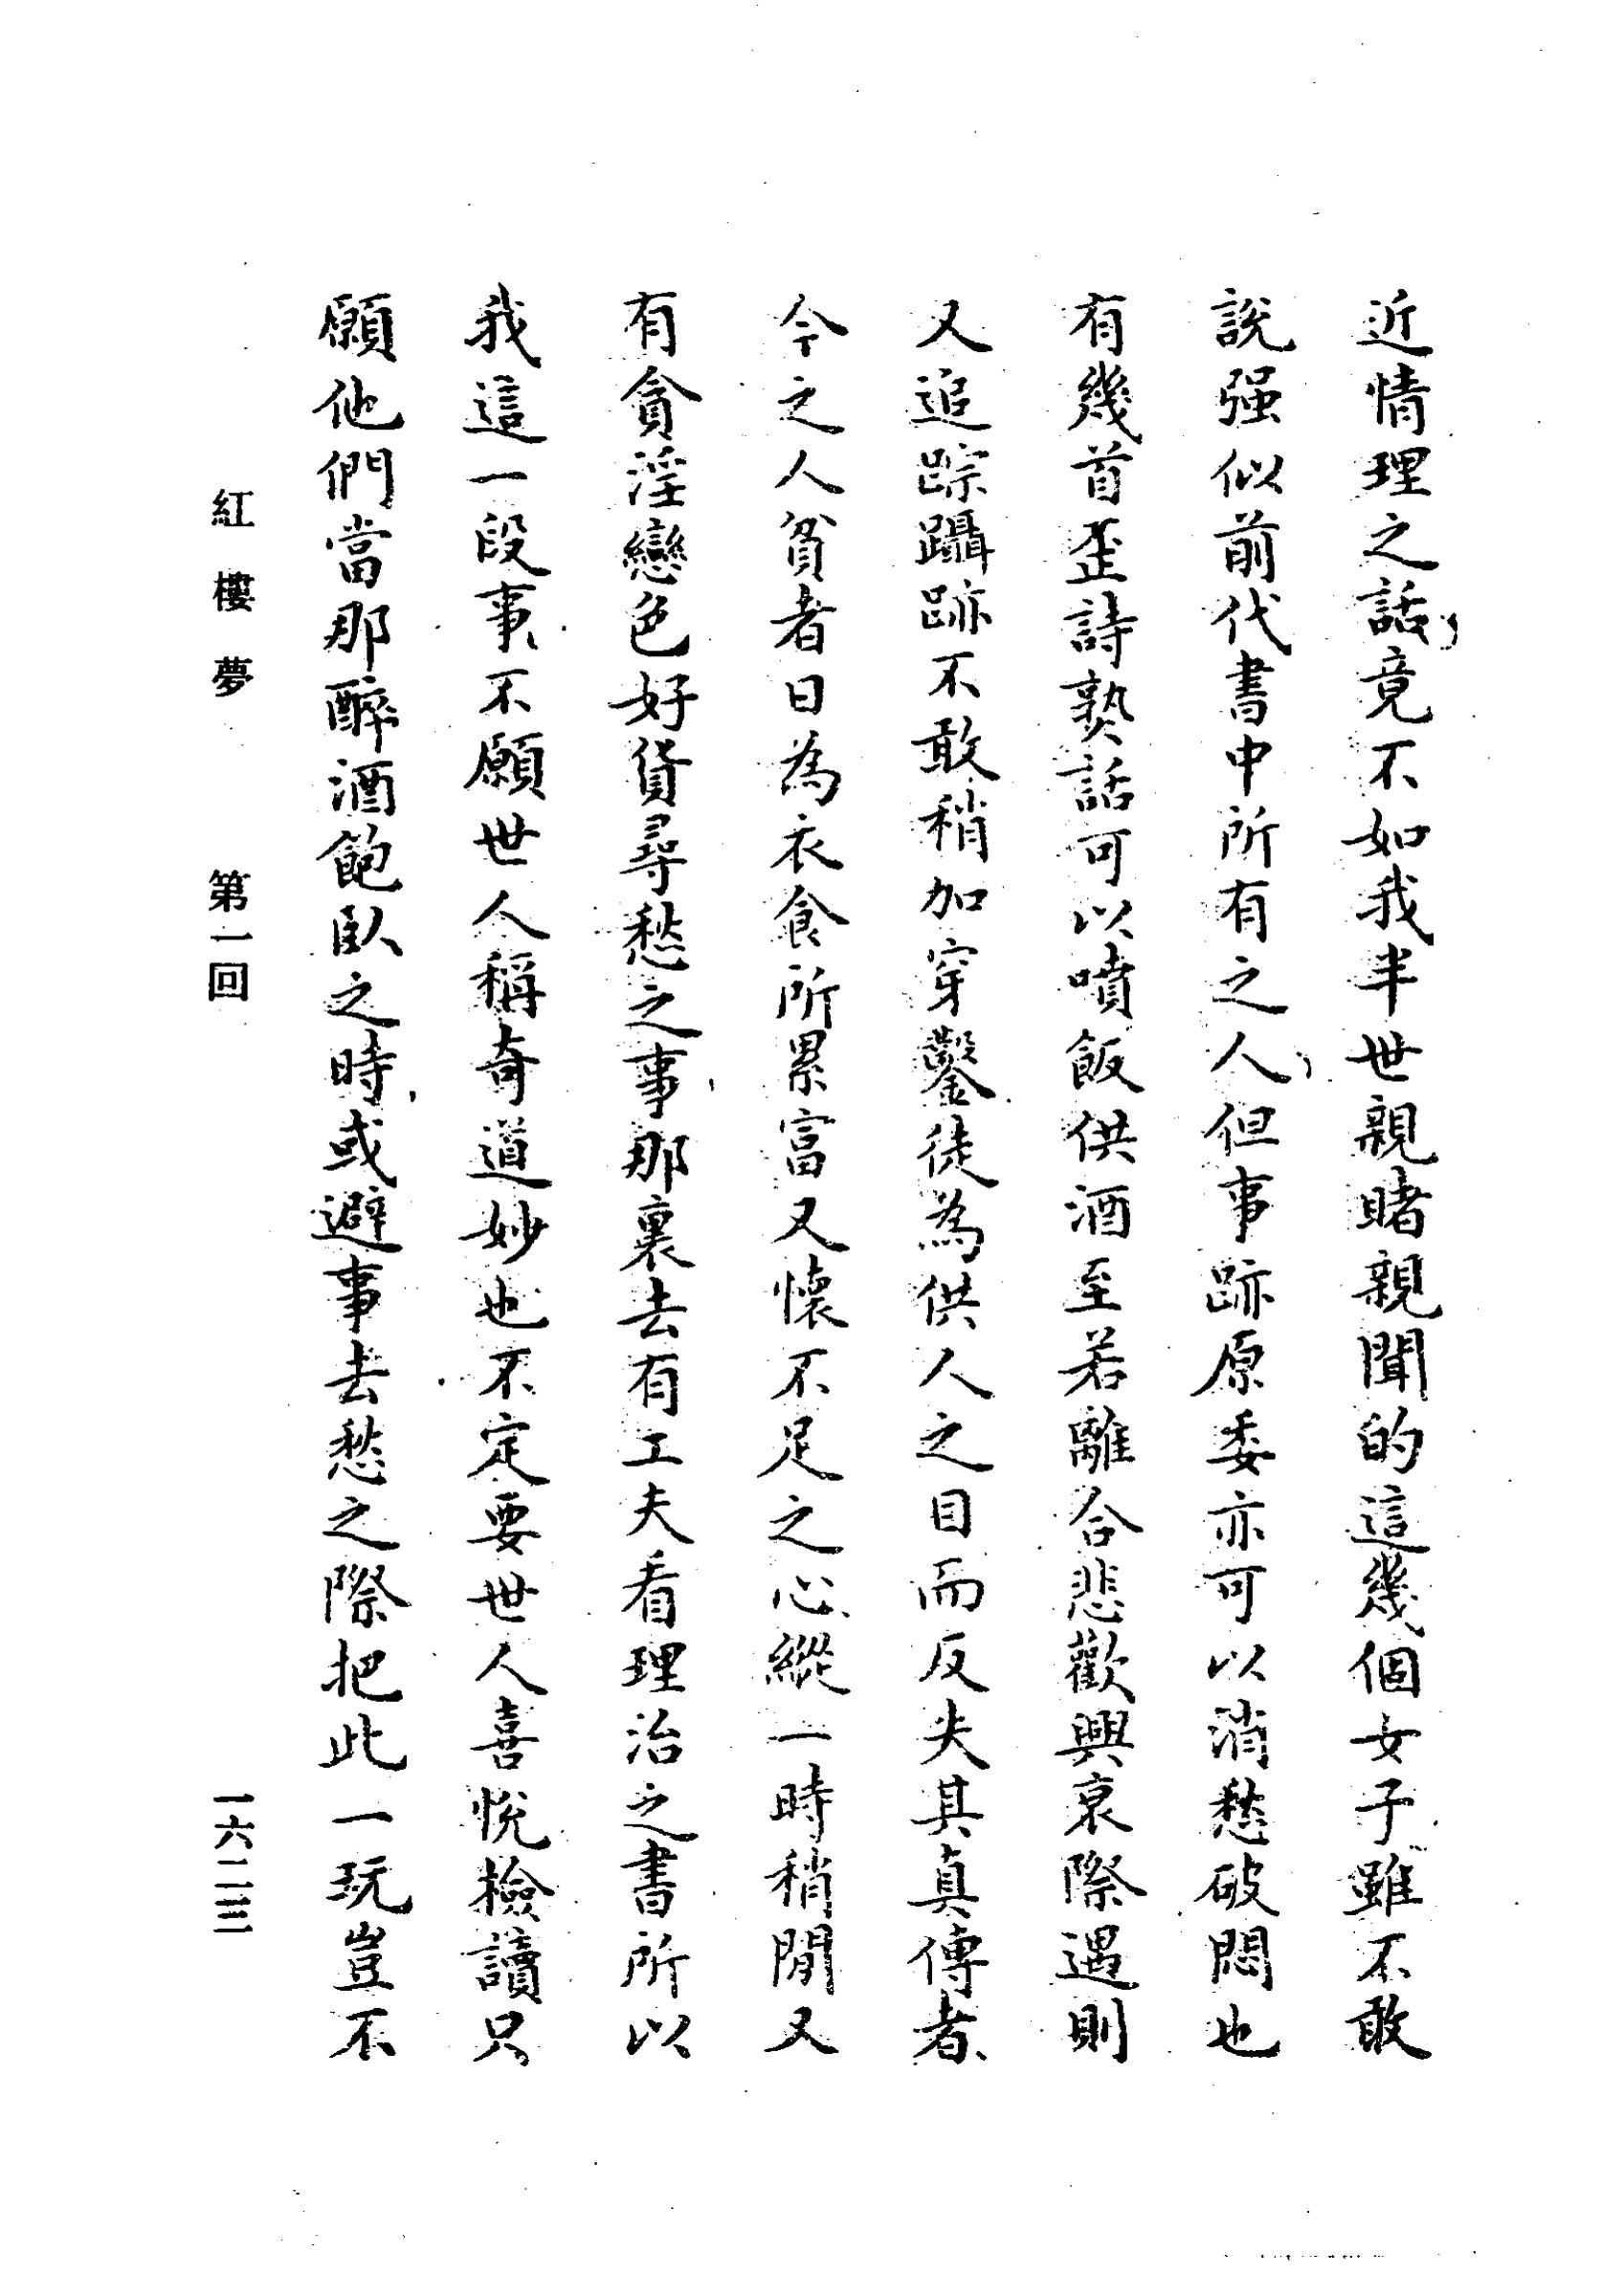 近情理之話竟不如我半世親睹親聞的這幾個女子雖不敢
說强似前代書中所有之人但事跡原委亦可以消愁破悶也
有幾首歪詩熟話可以噴飯供酒至若離合悲歡興衰際遇則
又追踪躡跡不敢稍加穿鑿徒為供人之目而反失其真傳者
今之人貧者日為衣食所累富又懷不足之心縱一時稍閒又
有貪淫戀色好貨尋愁之事那裏去有工夫看理治之書所以
我這一段事不願世人稱奇道妙也不定要世人喜悅檢讀只
願他們當那醉酒飽臥之時或避事去愁之際把此一玩豈不
紅樓夢 第一回 一六二三